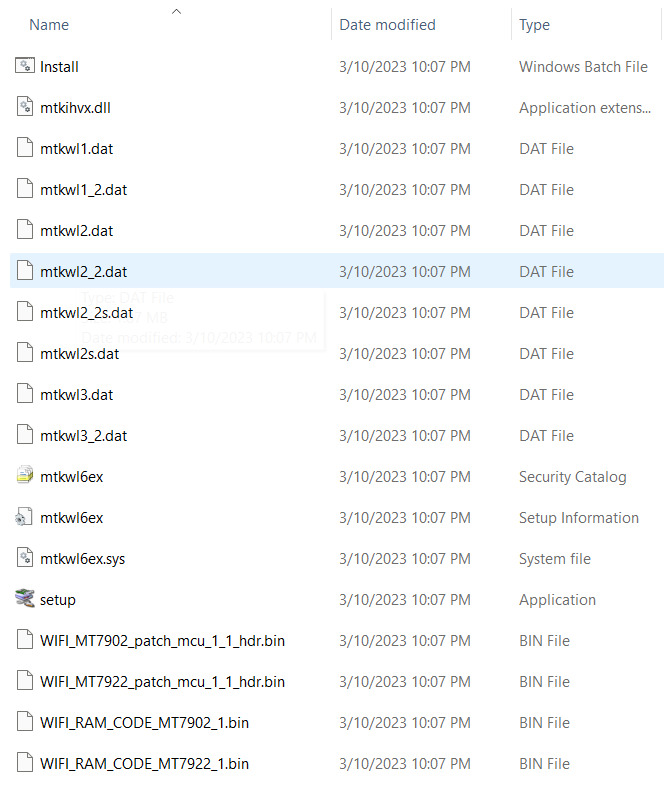 Name Date modified Type
Install 3/10/2023 10:07 PM Windows Batch File
mtkihvx.dll 3/10/2023 10:07 PM Application extens...
mtkwl1.dat 3/10/2023 10:07 PM DAT File
mtkwl1_2.dat 3/10/2023 10:07 PM DAT File
mtkwl2.dat 3/10/2023 10:07 PM DAT File
mtkwl2_2.dat 3/10/2023 10:07 PM DAT File
Type: DAT File
mtkwl2_2s.dat 3/10/2023 10:07 PM DAT File
MB
Date modified: 3/10/2023 10:07 PM
mtkwl2s.dat 3/10/2023 10:07 PM DAT File
mtkwl3.dat 3/10/2023 10:07 PM DAT File
mtkwl3_2.dat 3/10/2023 10:07 PM DAT File
mtkwl6ex 3/10/2023 10:07 PM Security Catalog
mtkwl6ex 3/10/2023 10:07 PM Setup Information
mtkwl6ex.sys 3/10/2023 10:07 PM System file
setup 3/10/2023 10:07 PM Application
WIFI_MT7902_patch_mcu_1_1_hdr.bin 3/10/2023 10:07 PM BIN File
WIFI_MT7922_patch_mcu_1_1_hdr.bin 3/10/2023 10:07 PM BIN File
WIFI_RAM_CODE_MT7902_1.bin 3/10/2023 10:07 PM BIN File
WIFI_RAM_CODE_MT7922_1.bin 3/10/2023 10:07 PM BIN File